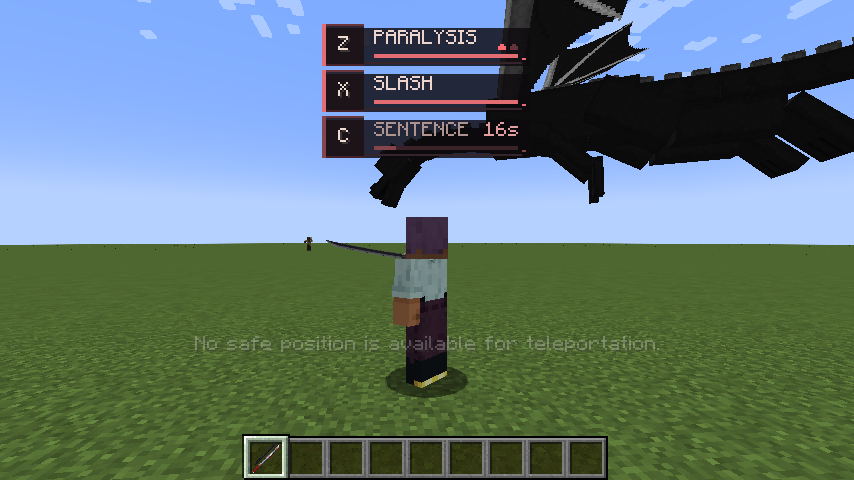 Z PARALYSIS
X SLASH
C SENTENCE 16s
No safe position is available for teleportation.